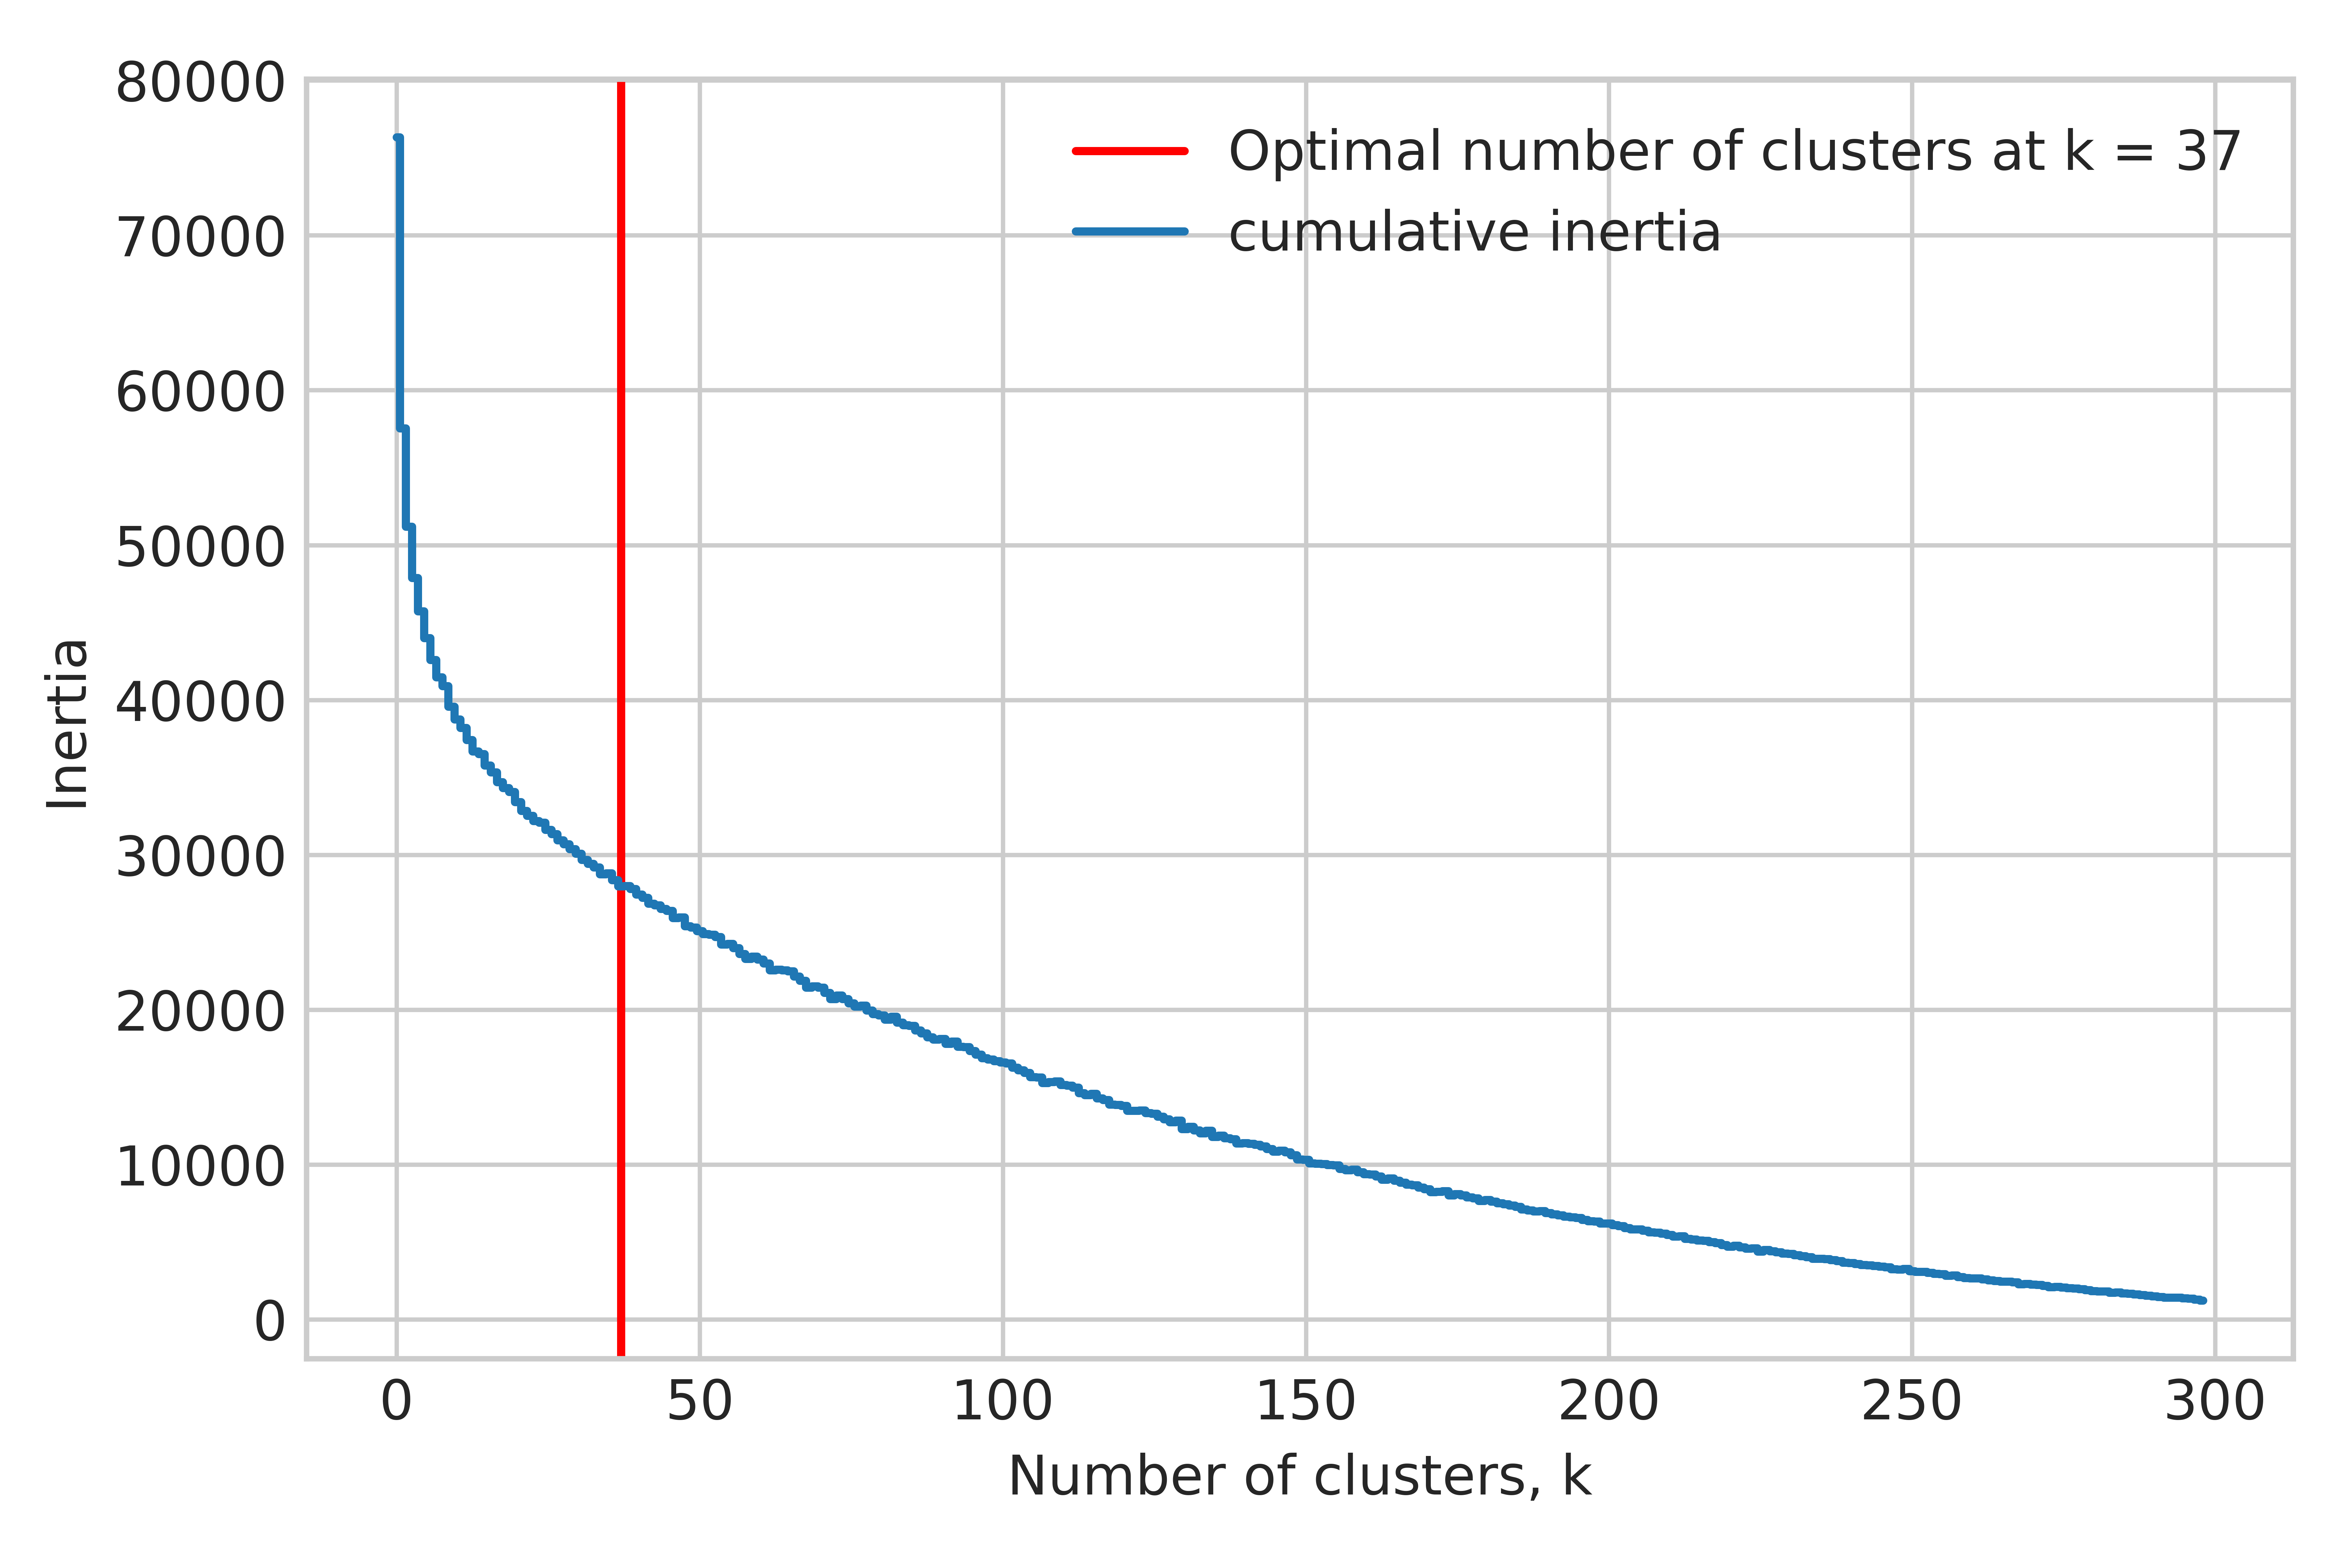 80000
70000
60000
50000
40000
30000
20000
10000
0
Inertia
Optimal number of clusters at k = 37
cumulative inertia
0 50 100 150 200 250 300
Number of clusters, k